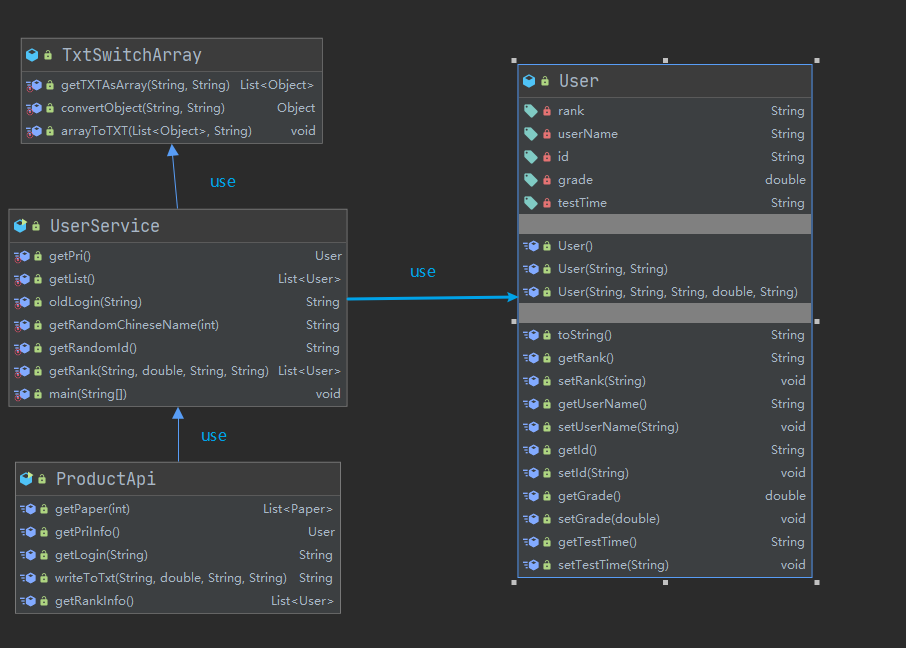 TxtSwitchArray
getTXTAsArray(String, String) List<Object>
convertObject(String, String) Object
arrayToTXT(List<Object>, String) void
use
UserService
getPri() User
getList() List<User>
oldLogin(String) String
getRandomChineseName(int) String
getRandomId() String
getRank(String, double, String, String) List<User>
main(String[]) void
use
ProductApi
getPaper(int) List<Paper>
getPriInfo() User
getLogin(String) String
writeToTxt(String, double, String, String) String
getRankInfo() List<User>
use
User
rank String
userName String
id String
grade double
testTime String
User()
User(String, String)
User(String, String, String, double, String)
toString() String
getRank() String
setRank(String) void
getUserName() String
setUserName(String) void
getId() String
setId(String) void
getGrade() double
setGrade(double) void
getTestTime() String
setTestTime(String) void